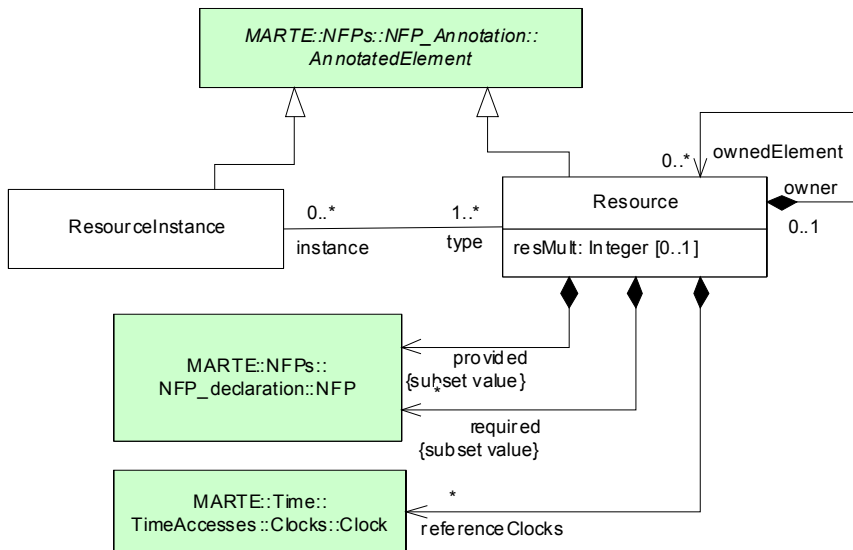 MARTE::NFPs::NFP_Annotation::
AnnotatedElement
0..*
ownedElement
owner
0..1
ResourceInstance
0..*
instance
1..*
type
Resource
resMult: Integer [0..1]
MARTE::NFPs::
NFP_declaration::NFP
provided
{subset value}
*
required
{subset value}
MARTE::Time::
TimeAccesses::Clocks::Clock
*
referenceClocks